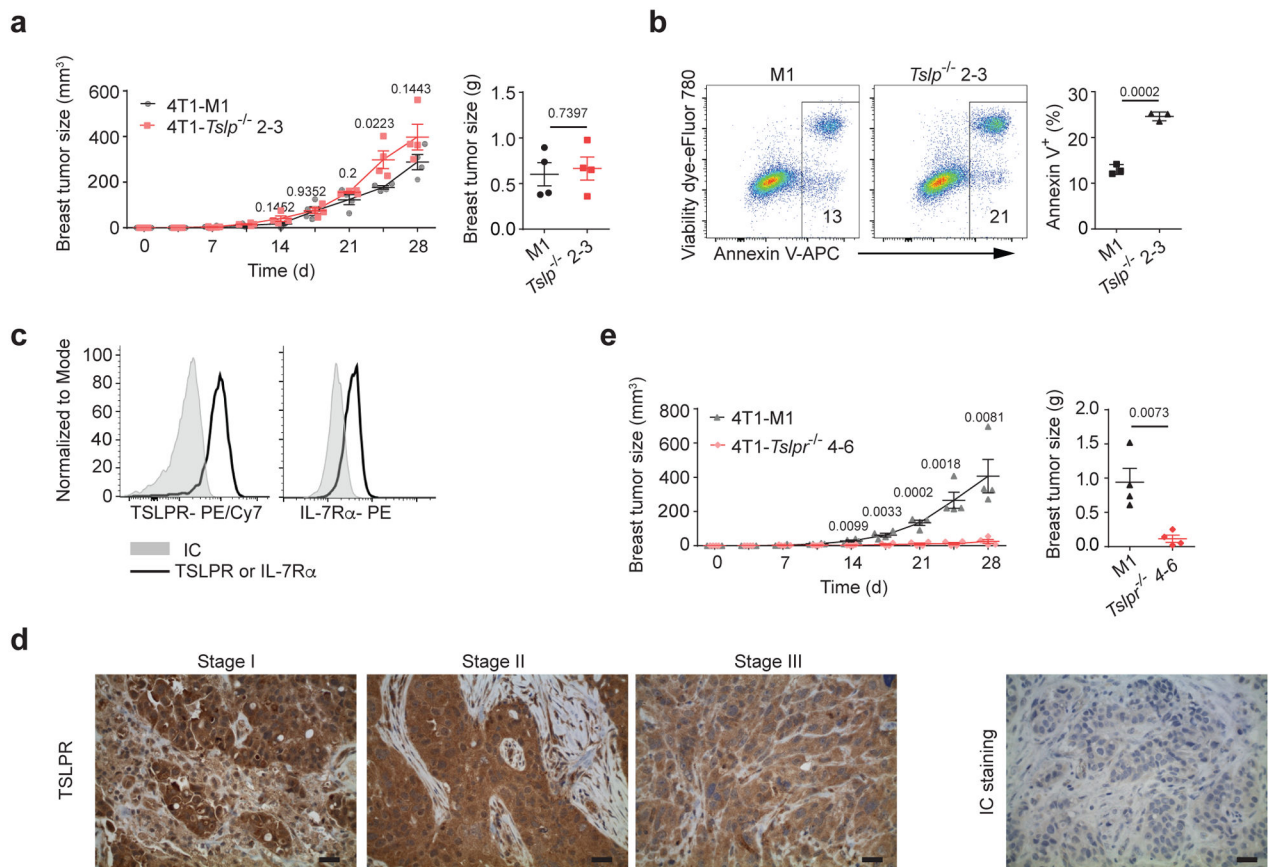 a
Breast tumor size (mm³)
600
400
200
0
4T1-M1
4T1-Tslp⁻/⁻ 2-3
0.1452
0.9352
0.2
0.0223
0.1443
0 7 14 21 28
Time (d)
Breast tumor size (g)
1.5
1.0
0.5
0.0
0.7397
M1
Tslp⁻/⁻ 2-3
b
Viability dye-eFluor 780
M1
Tslp⁻/⁻ 2-3
13
21
Annexin V-APC
Annexin V⁺ (%)
30
20
10
0
0.0002
M1
Tslp⁻/⁻ 2-3
c
Normalized to Mode
100
80
60
40
20
0
TSLPR- PE/Cy7
IL-7Rα- PE
IC
TSLPR or IL-7Rα
e
Breast tumor size (mm³)
800
600
400
200
0
4T1-M1
4T1-Tslpr⁻/⁻ 4-6
0.0099
0.0033
0.0002
0.0018
0.0081
0 7 14 21 28
Time (d)
Breast tumor size (g)
2.0
1.5
1.0
0.5
0.0
0.0073
M1
Tslpr⁻/⁻ 4-6
d
Stage I
Stage II
Stage III
TSLPR
IC staining